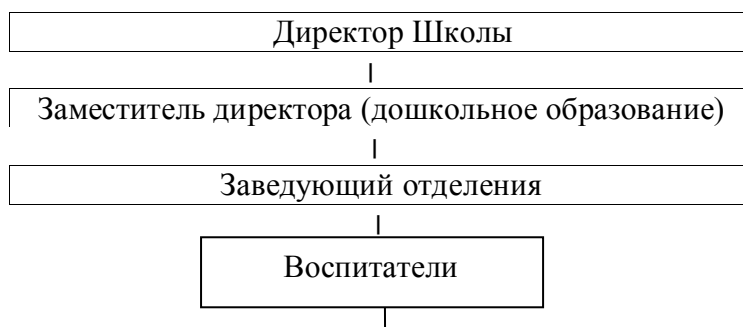 Директор Школы
Заместитель директора (дошкольное образование)
Заведующий отделения
Воспитатели